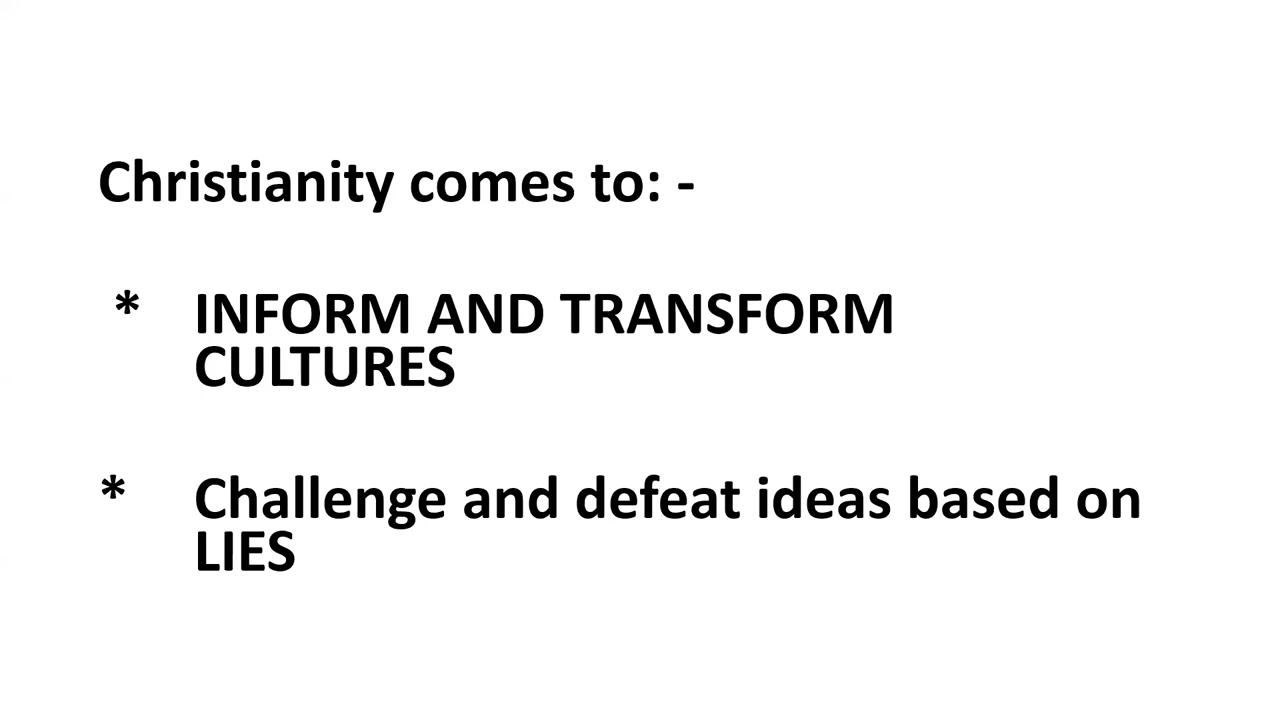 Christianity comes to: -
* INFORM AND TRANSFORM
CULTURES
* Challenge and defeat ideas based on
LIES